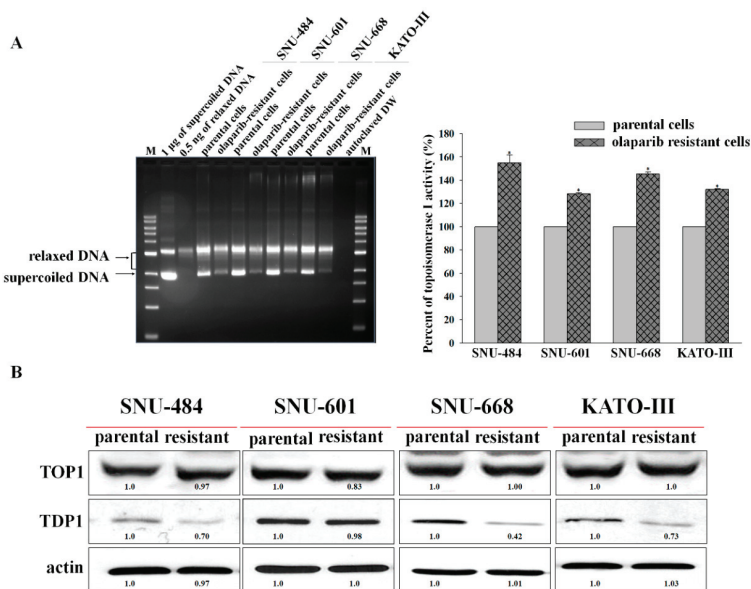 A
SNU-484
SNU-601
SNU-668
KATO-III
M
1 µg of supercoiled DNA
0.5 ng of relaxed DNA
parental cells
olaparib-resistant cells
parental cells
olaparib-resistant cells
parental cells
olaparib-resistant cells
parental cells
olaparib-resistant cells
autoclaved DW
M
relaxed DNA
supercoiled DNA
parental cells
olaparib resistant cells
Percent of topoisomerase I activity (%)
180
160
140
120
100
80
60
40
20
0
* * * *
SNU-484 SNU-601 SNU-668 KATO-III
B
SNU-484 SNU-601 SNU-668 KATO-III
parental resistant parental resistant parental resistant parental resistant
TOP1
1.0 0.97 1.0 0.83 1.0 1.00 1.0 1.0
TDP1
1.0 0.70 1.0 0.98 1.0 0.42 1.0 0.73
actin
1.0 0.97 1.0 1.0 1.0 1.01 1.0 1.03